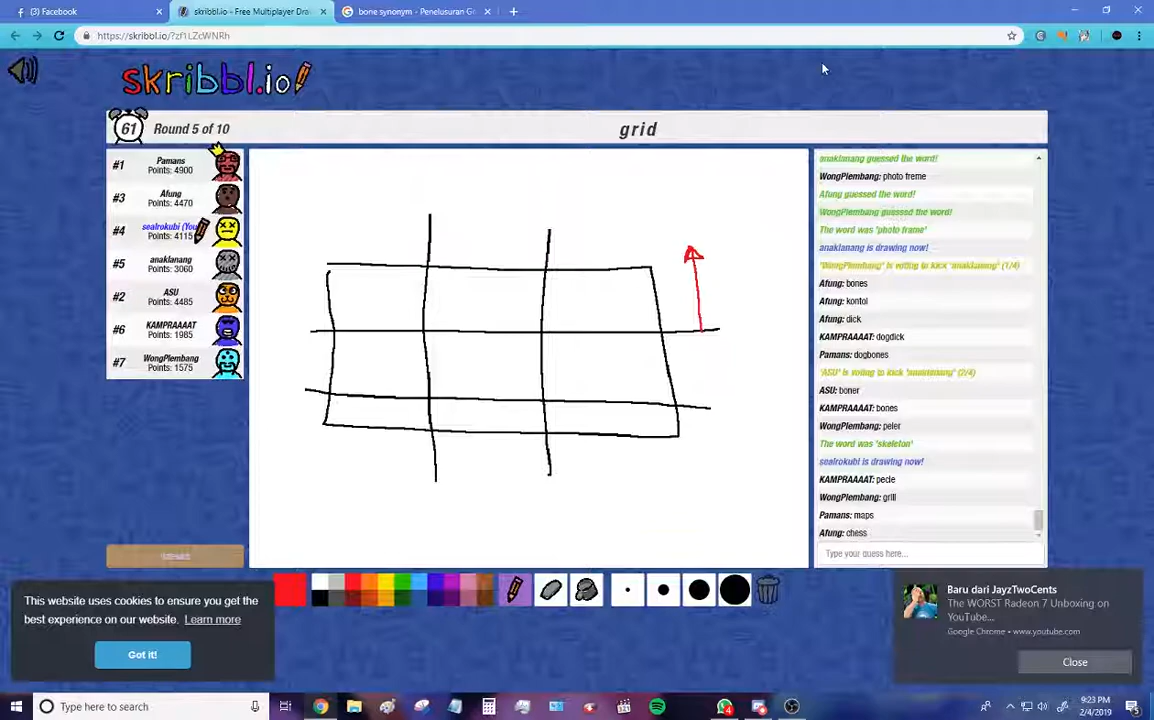 (3) Facebook
skribbl.io - Free Multiplayer Dra
bone synonym - Penelusuran Go
https://skribbl.io/?zf1LZcWNRh
skribbl.io
61
Round 5 of 10
grid
#1
Pamans
Points: 4900
#3
Afung
Points: 4470
#4
sealrokubi (You
Points: 4115
#5
anaklanang
Points: 3060
#2
ASU
Points: 4485
#6
KAMPRAAAAT
Points: 1985
#7
WongPlembang
Points: 1575
anaklanang guessed the word!
WongPlembang: photo freme
Afung guessed the word!
WongPlembang guessed the word!
The word was 'photo frame'
anaklanang is drawing now!
'WongPlembang' is voting to kick 'anaklanang' (1/4)
Afung: bones
Afung: kontol
Afung: dick
KAMPRAAAAT: dogdick
Pamans: dogbones
'ASU' is voting to kick 'anaklanang' (2/4)
ASU: boner
KAMPRAAAAT: bones
WongPlembang: peler
The word was 'skeleton'
sealrokubi is drawing now!
KAMPRAAAAT: pecle
WongPlembang: grill
Pamans: maps
Afung: chess
Type your guess here...
This website uses cookies to ensure you get the
best experience on our website. Learn more
Got it!
Baru dari JayzTwoCents
The WORST Radeon 7 Unboxing on
YouTube...
Google Chrome • www.youtube.com
Close
Type here to search
9:23 PM
2/4/2019